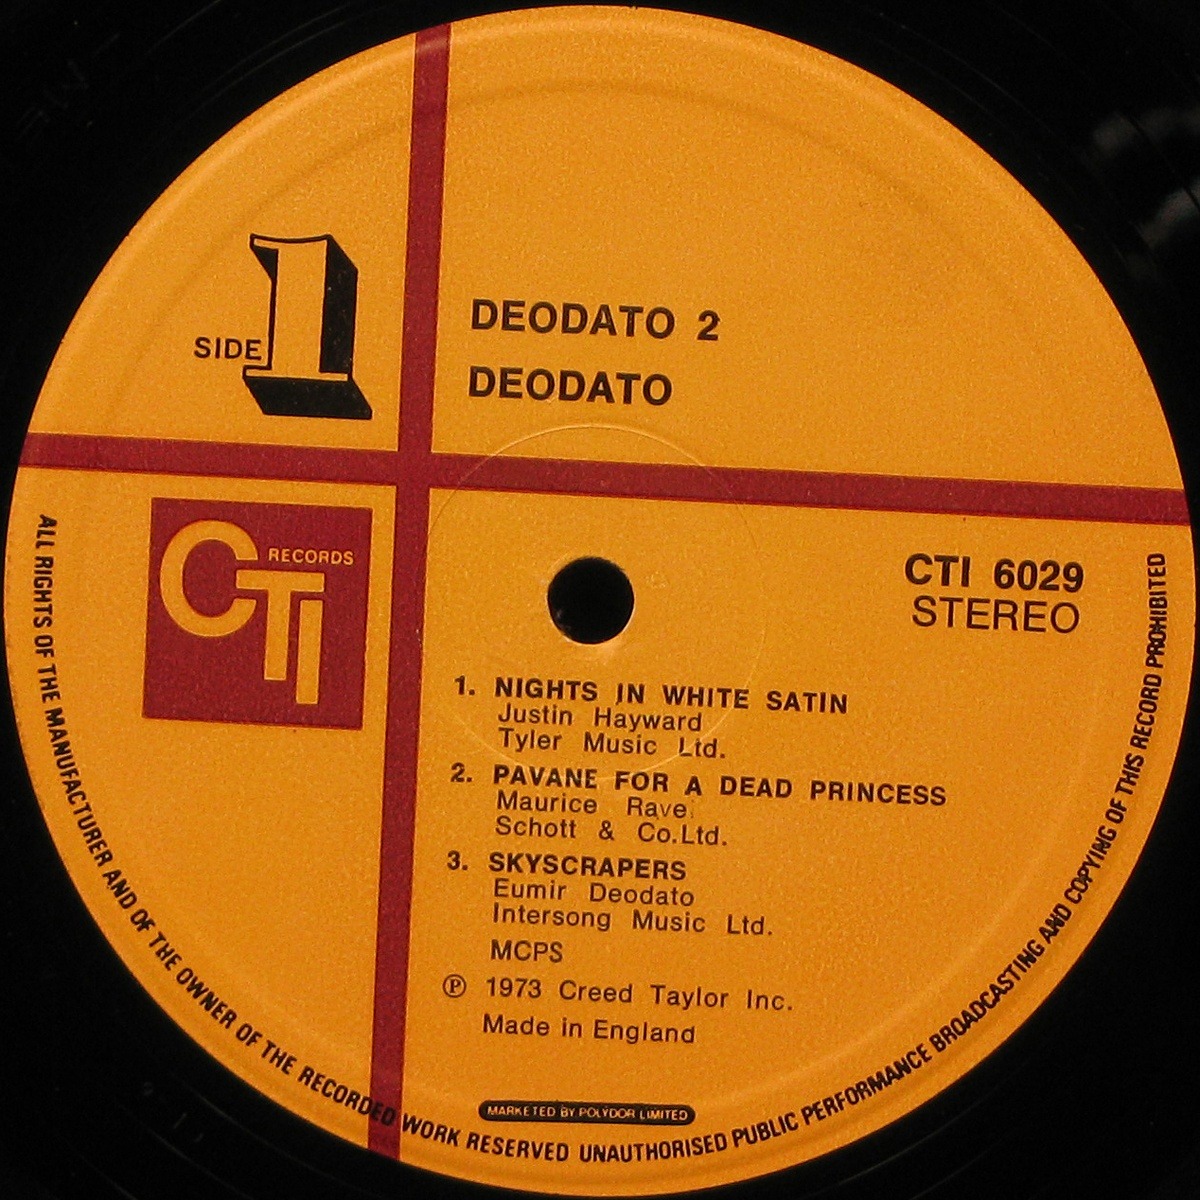 SIDE 1
DEODATO 2
DEODATO
CTI RECORDS
CTI 6029
STEREO
1. NIGHTS IN WHITE SATIN
Justin Hayward
Tyler Music Ltd.
2. PAVANE FOR A DEAD PRINCESS
Maurice Ravel
Schott & Co.Ltd.
3. SKYSCRAPERS
Eumir Deodato
Intersong Music Ltd.
MCPS
℗ 1973 Creed Taylor Inc.
Made in England
MARKETED BY POLYDOR LIMITED
ALL RIGHTS OF THE MANUFACTURER AND OF THE OWNER OF THE RECORDED WORK RESERVED UNAUTHORISED PUBLIC PERFORMANCE BROADCASTING AND COPYING OF THIS RECORD PROHIBITED